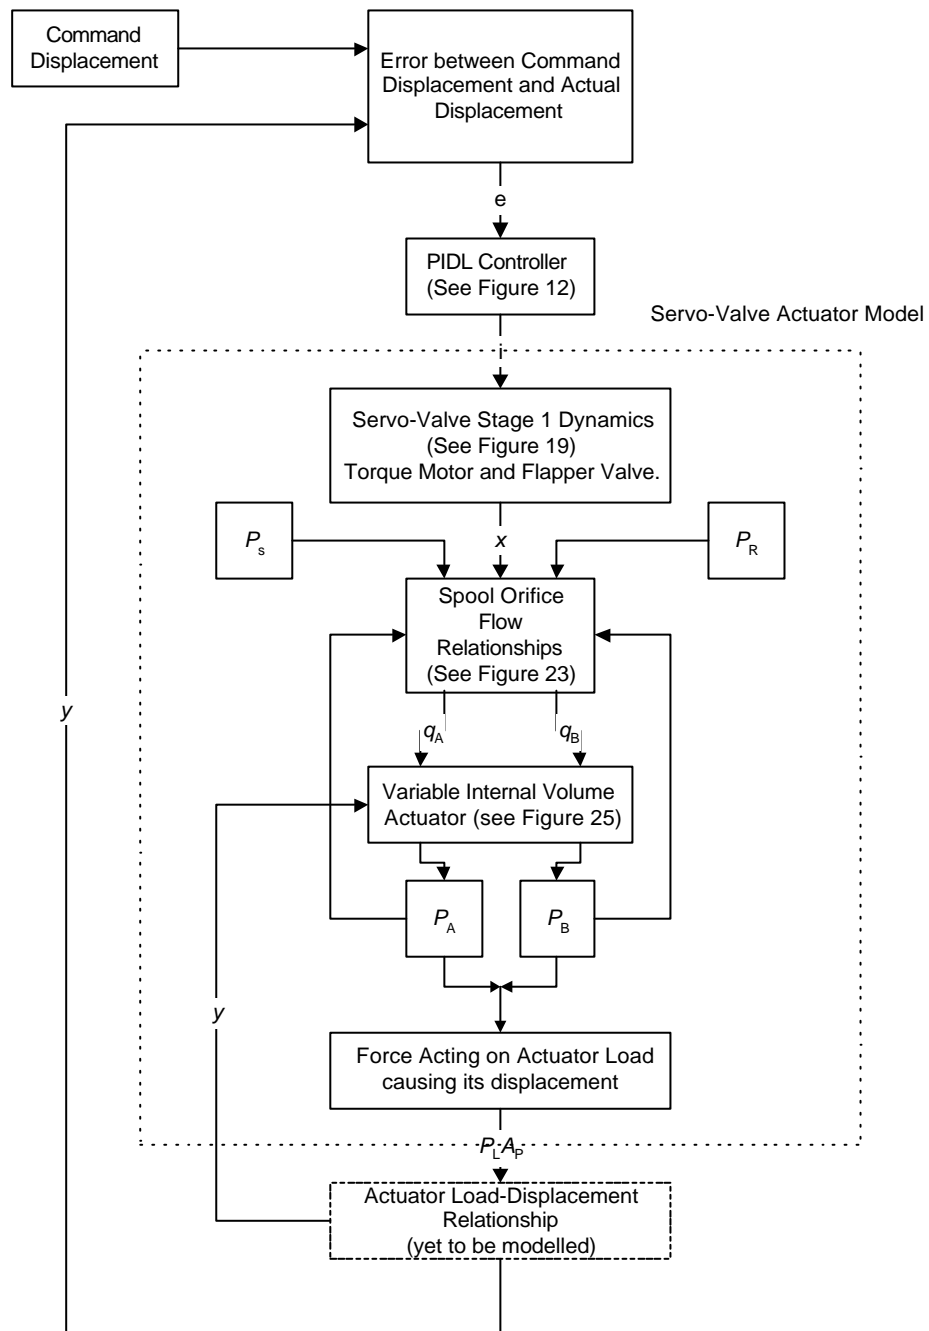 Command
Displacement
Error between Command
Displacement and Actual
Displacement
e
PIDL Controller
(See Figure 12)
Servo-Valve Actuator Model
Servo-Valve Stage 1 Dynamics
(See Figure 19)
Torque Motor and Flapper Valve.
Ps
x
PR
Spool Orifice
Flow
Relationships
(See Figure 23)
y
qA
qB
Variable Internal Volume
Actuator (see Figure 25)
PA
PB
y
Force Acting on Actuator Load
causing its displacement
PLAP
Actuator Load-Displacement
Relationship
(yet to be modelled)